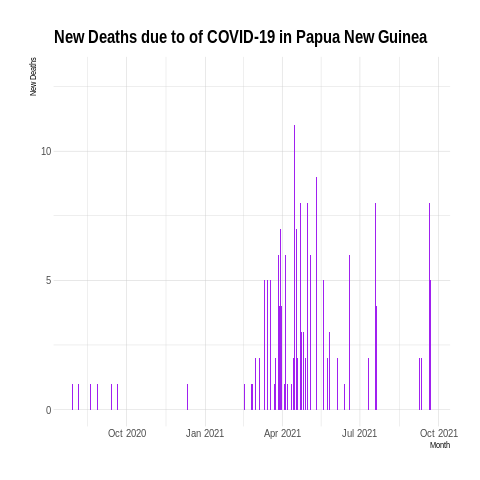 New Deaths due to of COVID-19 in Papua New Guinea
New Deaths
10
5
0
Oct 2020 Jan 2021 Apr 2021 Jul 2021 Oct 2021
Month